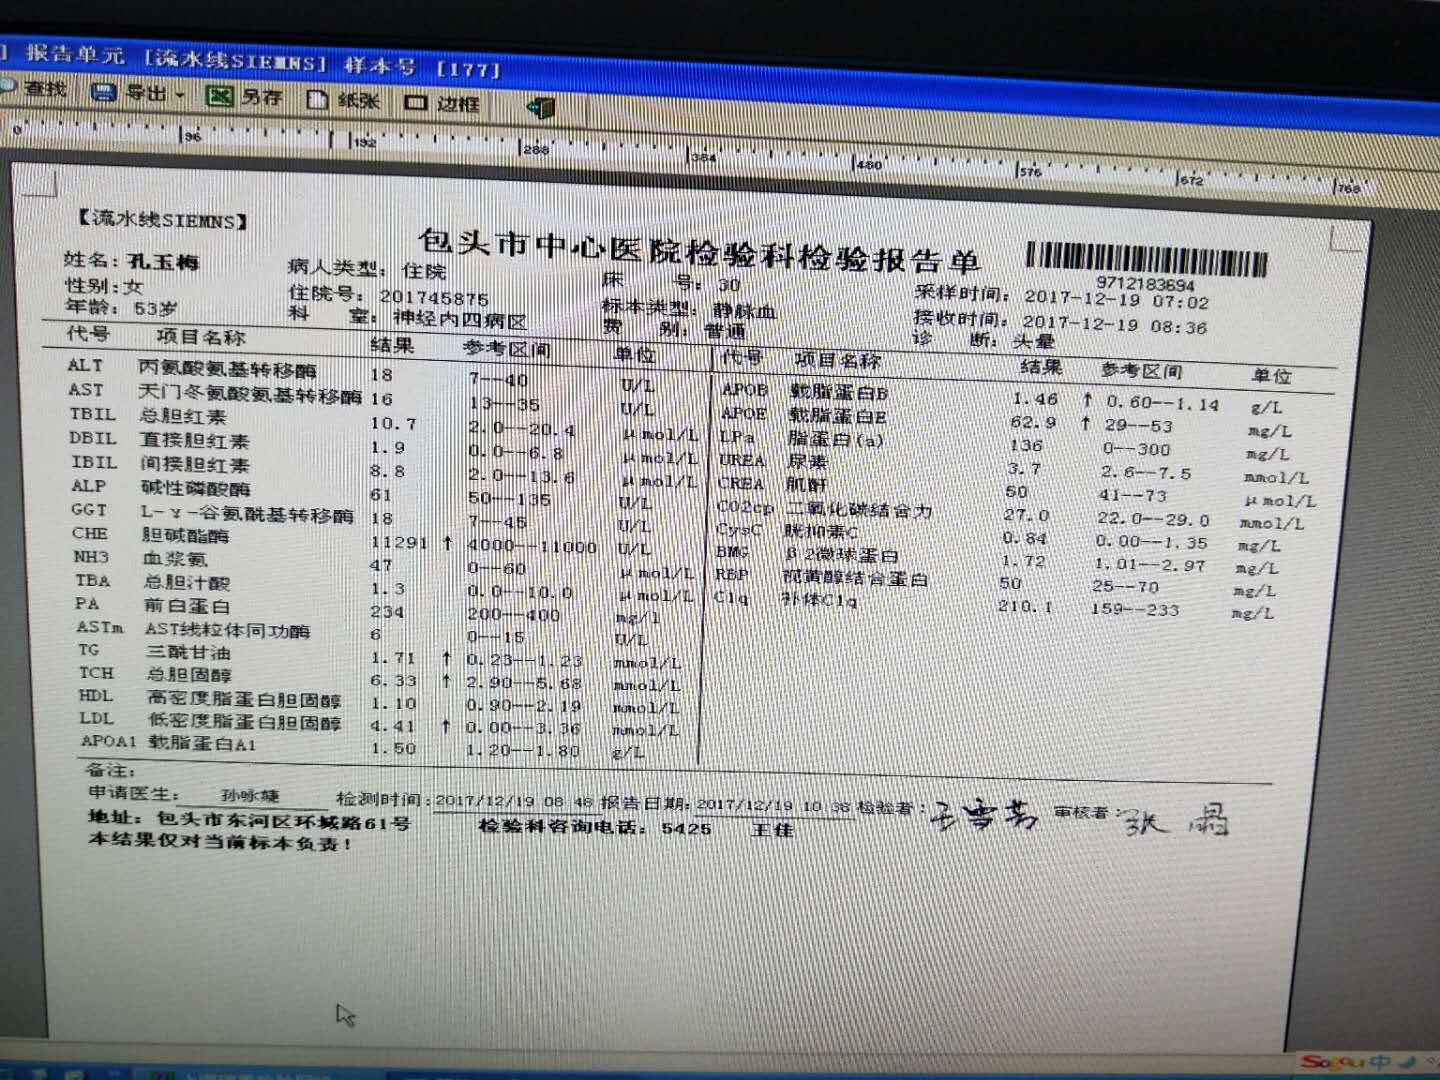 ] 报告单元 [流水线SIEMNS] 样本号 [177]
查找 导出 另存 纸张 边框
0 96 192 288 384 480 576 672 768
【流水线SIEMNS】
包头市中心医院检验科检验报告单
9712183694
姓名：孔玉梅 病人类型：住院 床 号：30 采样时间：2017-12-19 07:02
性别：女 住院号：201745875 标本类型：静脉血 接收时间：2017-12-19 08:36
年龄：53岁 科 室：神经内四病区 费 别：普通 诊 断：头晕
代号 项目名称 结果 参考区间 单位 代号 项目名称 结果 参考区间 单位
ALT 丙氨酸氨基转移酶 18 7--40 U/L APOB 载脂蛋白B 1.46 ↑ 0.60--1.14 g/L
AST 天门冬氨酸氨基转移酶 16 13--35 U/L APOE 载脂蛋白E 62.9 ↑ 29--53 mg/L
TBIL 总胆红素 10.7 2.0--20.4 μmol/L LPa 脂蛋白(a) 136 0--300 mg/L
DBIL 直接胆红素 1.9 0.0--6.8 μmol/L UREA 尿素 3.7 2.6--7.5 mmol/L
IBIL 间接胆红素 8.8 2.0--13.6 μmol/L CREA 肌酐 50 41--73 μmol/L
ALP 碱性磷酸酶 61 50--135 U/L CO2cp 二氧化碳结合力 27.0 22.0--29.0 mmol/L
GGT L-γ-谷氨酰基转移酶 18 7--45 U/L CysC 胱抑素C 0.84 0.00--1.35 mg/L
CHE 胆碱酯酶 11291 ↑ 4000--11000 U/L BMG β2微球蛋白 1.72 1.01--2.97 mg/L
NH3 血浆氨 47 0--60 μmol/L RBP 视黄醇结合蛋白 50 25--70 mg/L
TBA 总胆汁酸 1.3 0.0--10.0 μmol/L C1q 补体C1q 210.1 159--233 mg/L
PA 前白蛋白 234 200--400 mg/l
ASTm AST线粒体同功酶 6 0--15 U/L
TG 三酰甘油 1.71 ↑ 0.23--1.23 mmol/L
TCH 总胆固醇 6.33 ↑ 2.90--5.68 mmol/L
HDL 高密度脂蛋白胆固醇 1.10 0.90--2.19 mmol/L
LDL 低密度脂蛋白胆固醇 4.41 ↑ 0.00--3.36 mmol/L
APOA1 载脂蛋白A1 1.50 1.20--1.80 g/L
备注：
申请医生： 孙咏婕 检测时间：2017/12/19 08 48 报告日期：2017/12/19 10 38 检验者：王雪芳 审核者：张
地址：包头市东河区环城路61号 检验科咨询电话：5425 王佳
本结果仅对当前标本负责！
Sogou 中